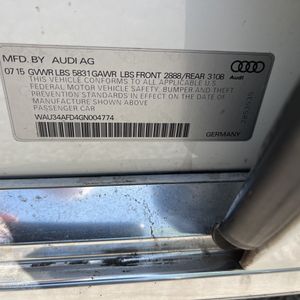 MFD. BY AUDI AG
07 15 GVWR LBS 5831 GAWR LBS FRONT 2888/REAR 3108
THIS VEHICLE CONFORMS TO ALL APPLICABLE
FEDERAL MOTOR VEHICLE SAFETY, BUMPER AND THEFT
PREVENTION STANDARDS IN EFFECT ON THE DATE OF
MANUFACTURE SHOWN ABOVE
PASSENGER CAR
WAU34AFD4GN004774
Audi